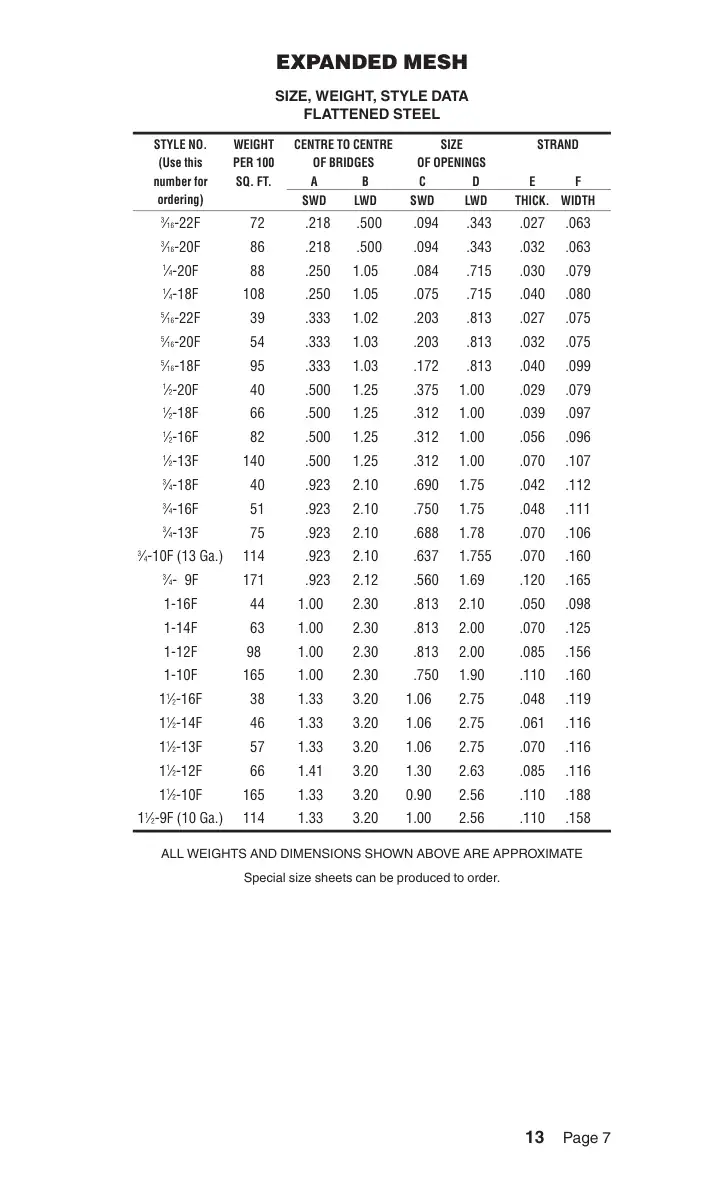 EXPANDED MESH
SIZE, WEIGHT, STYLE DATA
FLATTENED STEEL
STYLE NO. WEIGHT CENTRE TO CENTRE SIZE STRAND
(Use this PER 100 OF BRIDGES OF OPENINGS
number for SQ. FT. A B C D E F
ordering) SWD LWD SWD LWD THICK. WIDTH
3⁄16-22F 72 .218 .500 .094 .343 .027 .063
3⁄16-20F 86 .218 .500 .094 .343 .032 .063
1⁄4-20F 88 .250 1.05 .084 .715 .030 .079
1⁄4-18F 108 .250 1.05 .075 .715 .040 .080
5⁄16-22F 39 .333 1.02 .203 .813 .027 .075
5⁄16-20F 54 .333 1.03 .203 .813 .032 .075
5⁄16-18F 95 .333 1.03 .172 .813 .040 .099
1⁄2-20F 40 .500 1.25 .375 1.00 .029 .079
1⁄2-18F 66 .500 1.25 .312 1.00 .039 .097
1⁄2-16F 82 .500 1.25 .312 1.00 .056 .096
1⁄2-13F 140 .500 1.25 .312 1.00 .070 .107
3⁄4-18F 40 .923 2.10 .690 1.75 .042 .112
3⁄4-16F 51 .923 2.10 .750 1.75 .048 .111
3⁄4-13F 75 .923 2.10 .688 1.78 .070 .106
3⁄4-10F (13 Ga.) 114 .923 2.10 .637 1.755 .070 .160
3⁄4- 9F 171 .923 2.12 .560 1.69 .120 .165
1-16F 44 1.00 2.30 .813 2.10 .050 .098
1-14F 63 1.00 2.30 .813 2.00 .070 .125
1-12F 98 1.00 2.30 .813 2.00 .085 .156
1-10F 165 1.00 2.30 .750 1.90 .110 .160
11⁄2-16F 38 1.33 3.20 1.06 2.75 .048 .119
11⁄2-14F 46 1.33 3.20 1.06 2.75 .061 .116
11⁄2-13F 57 1.33 3.20 1.06 2.75 .070 .116
11⁄2-12F 66 1.41 3.20 1.30 2.63 .085 .116
11⁄2-10F 165 1.33 3.20 0.90 2.56 .110 .188
11⁄2-9F (10 Ga.) 114 1.33 3.20 1.00 2.56 .110 .158
ALL WEIGHTS AND DIMENSIONS SHOWN ABOVE ARE APPROXIMATE
Special size sheets can be produced to order.
13 Page 7